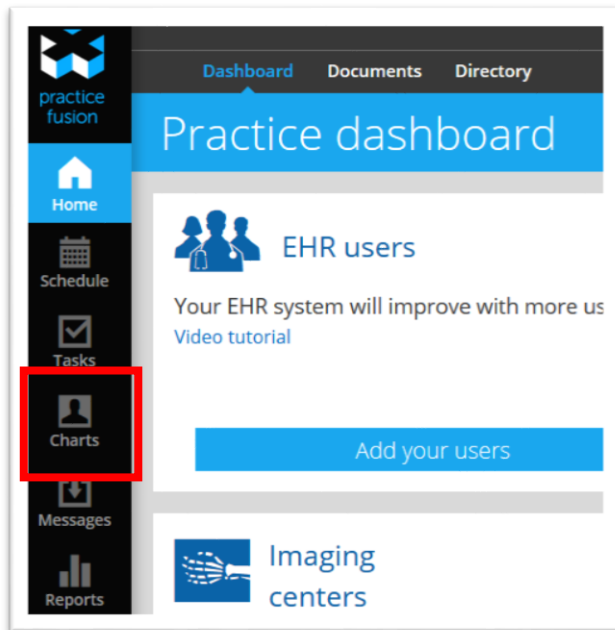 practice
fusion
Home
Schedule
Tasks
Charts
Messages
Reports
Dashboard Documents Directory
Practice dashboard
EHR users
Your EHR system will improve with more us
Video tutorial
Add your users
Imaging
centers